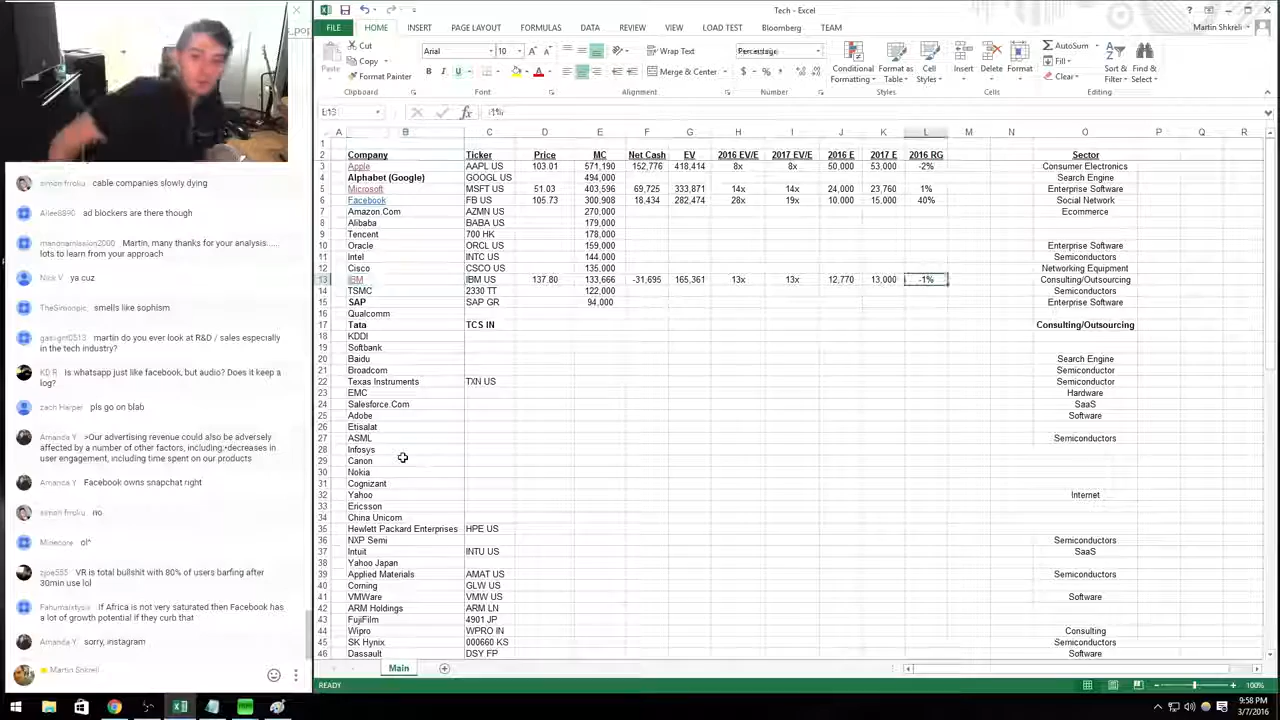 Tech - Excel
Martin Shkreli
FILE HOME INSERT PAGE LAYOUT FORMULAS DATA REVIEW VIEW LOAD TEST Bloomberg TEAM
Cut
Copy
Format Painter
Paste
Clipboard
Arial 10
B I U
Font
Wrap Text
Merge & Center
Alignment
Percentage
$ % ,
Number
Conditional Formatting
Format as Table
Cell Styles
Styles
Insert Delete Format
Cells
AutoSum
Fill
Clear
Sort & Filter
Find & Select
Editing
fx -1%
A B C D E F G H I J K L M N O P Q R
1
2 Company Ticker Price MC Net Cash EV 2016 EV/E 2017 EV/E 2016 E 2017 E 2016 RG Sector
3 Apple AAPL US 103.01 571,190 152,776 418,414 8x 8x 50,000 53,000 -2% Consumer Electronics
4 Alphabet (Google) GOOGL US 494,000 Search Engine
5 Microsoft MSFT US 51.03 403,596 69,725 333,871 14x 14x 24,000 23,760 1% Enterprise Software
6 Facebook FB US 105.73 300,908 18,434 282,474 28x 19x 10,000 15,000 40% Social Network
7 Amazon.Com AZMN US 270,000 Ecommerce
8 Alibaba BABA US 179,000
9 Tencent 700 HK 178,000
10 Oracle ORCL US 159,000 Enterprise Software
11 Intel INTC US 144,000 Semiconductors
12 Cisco CSCO US 135,000 Networking Equipment
13 IBM IBM US 137.80 133,666 -31,695 165,361 13x 13x 12,770 13,000 -1% Consulting/Outsourcing
14 TSMC 2330 TT 122,000 Semiconductors
15 SAP SAP GR 94,000 Enterprise Software
16 Qualcomm
17 Tata TCS IN Consulting/Outsourcing
18 KDDI
19 Softbank
20 Baidu Search Engine
21 Broadcom Semiconductor
22 Texas Instruments TXN US Semiconductor
23 EMC Hardware
24 Salesforce.Com SaaS
25 Adobe Software
26 Etisalat
27 ASML Semiconductors
28 Infosys
29 Canon
30 Nokia
31 Cognizant
32 Yahoo Internet
33 Ericsson
34 China Unicom
35 Hewlett Packard Enterprises HPE US
36 NXP Semi Semiconductors
37 Intuit INTU US SaaS
38 Yahoo Japan
39 Applied Materials AMAT US Semiconductors
40 Corning GLW US
41 VMWare VMW US Software
42 ARM Holdings ARM LN
43 FujiFilm 4901 JP
44 Wipro WPRO IN Consulting
45 SK Hynix 000660 KS Semiconductors
46 Dassault DSY FP Software
Main
READY
100%
9:58 PM
3/7/2016
simon frroku cable companies slowly dying
Ailee8890 ad blockers are there though
Martin, many thanks for your analysis......
lots to learn from your approach
Nick V ya cuz
TheSimonpic smells like sophism
martin do you ever look at R&D / sales especially
in the tech industry?
KD R Is whatsapp just like facebook, but audio? Does it keep a
log?
zach Harper pls go on blab
Amanda Y >Our advertising revenue could also be adversely
affected by a number of other factors, including:•decreases in
user engagement, including time spent on our products
Amanda Y Facebook owns snapchat right
simon frroku no
Minecore ol^
VR is total bullshit with 80% of users barfing after
30min use lol
If Africa is not very saturated then Facebook has
a lot of growth potential if they curb that
Amanda Y sorry, instagram
Martin Shkreli